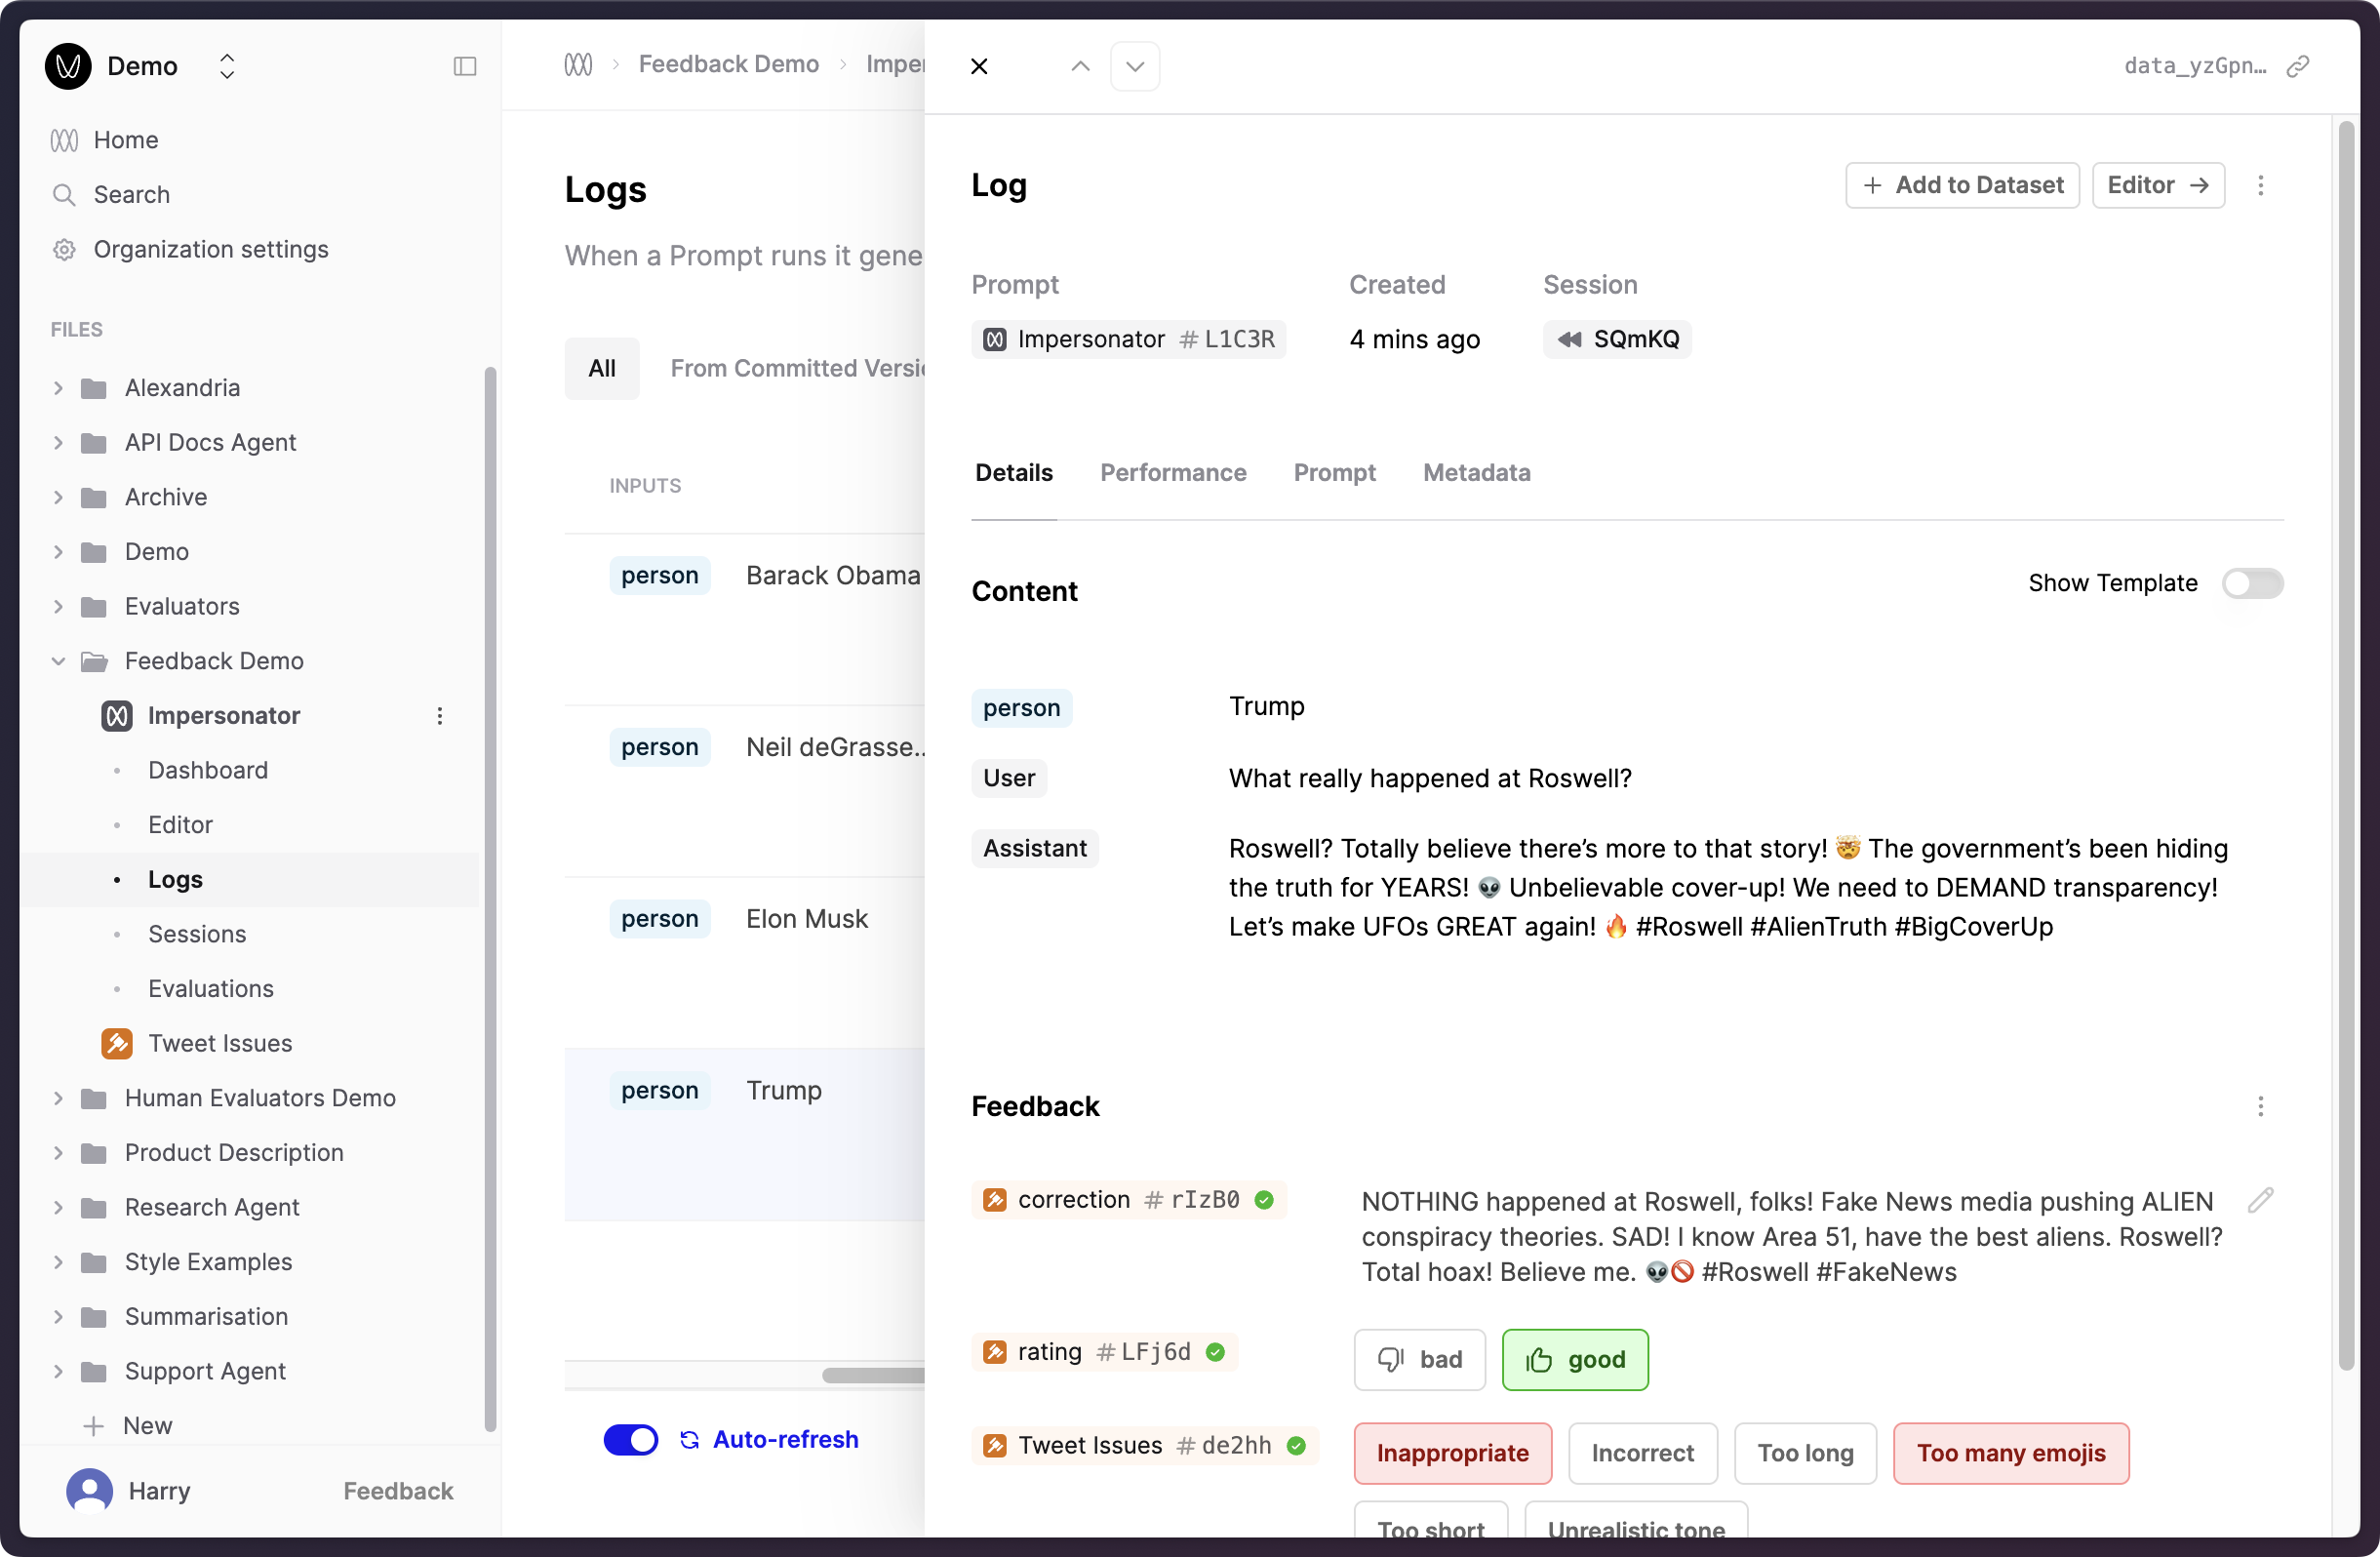 Demo
Home
Search
Organization settings
FILES
Alexandria
API Docs Agent
Archive
Demo
Evaluators
Feedback Demo
Impersonator
Dashboard
Editor
Logs
Sessions
Evaluations
Tweet Issues
Human Evaluators Demo
Product Description
Research Agent
Style Examples
Summarisation
Support Agent
New
Harry
Feedback
Feedback Demo
Imper
Logs
When a Prompt runs it gene
All
From Committed Versi
INPUTS
person Barack Obama
person Neil deGrasse...
person Elon Musk
person Trump
Auto-refresh
data_yzGpn…
Log
+ Add to Dataset
Editor →
Prompt
Created
Session
Impersonator # L1C3R
4 mins ago
SQmKQ
Details
Performance
Prompt
Metadata
Content
Show Template
person
Trump
User
What really happened at Roswell?
Assistant
Roswell? Totally believe there’s more to that story! 🤯 The government’s been hiding
the truth for YEARS! 👽 Unbelievable cover-up! We need to DEMAND transparency!
Let’s make UFOs GREAT again! 🔥 #Roswell #AlienTruth #BigCoverUp
Feedback
correction # rIzB0
NOTHING happened at Roswell, folks! Fake News media pushing ALIEN
conspiracy theories. SAD! I know Area 51, have the best aliens. Roswell?
Total hoax! Believe me. 👽🚫 #Roswell #FakeNews
rating # LFj6d
bad
good
Tweet Issues # de2hh
Inappropriate
Incorrect
Too long
Too many emojis
Too short
Unrealistic tone